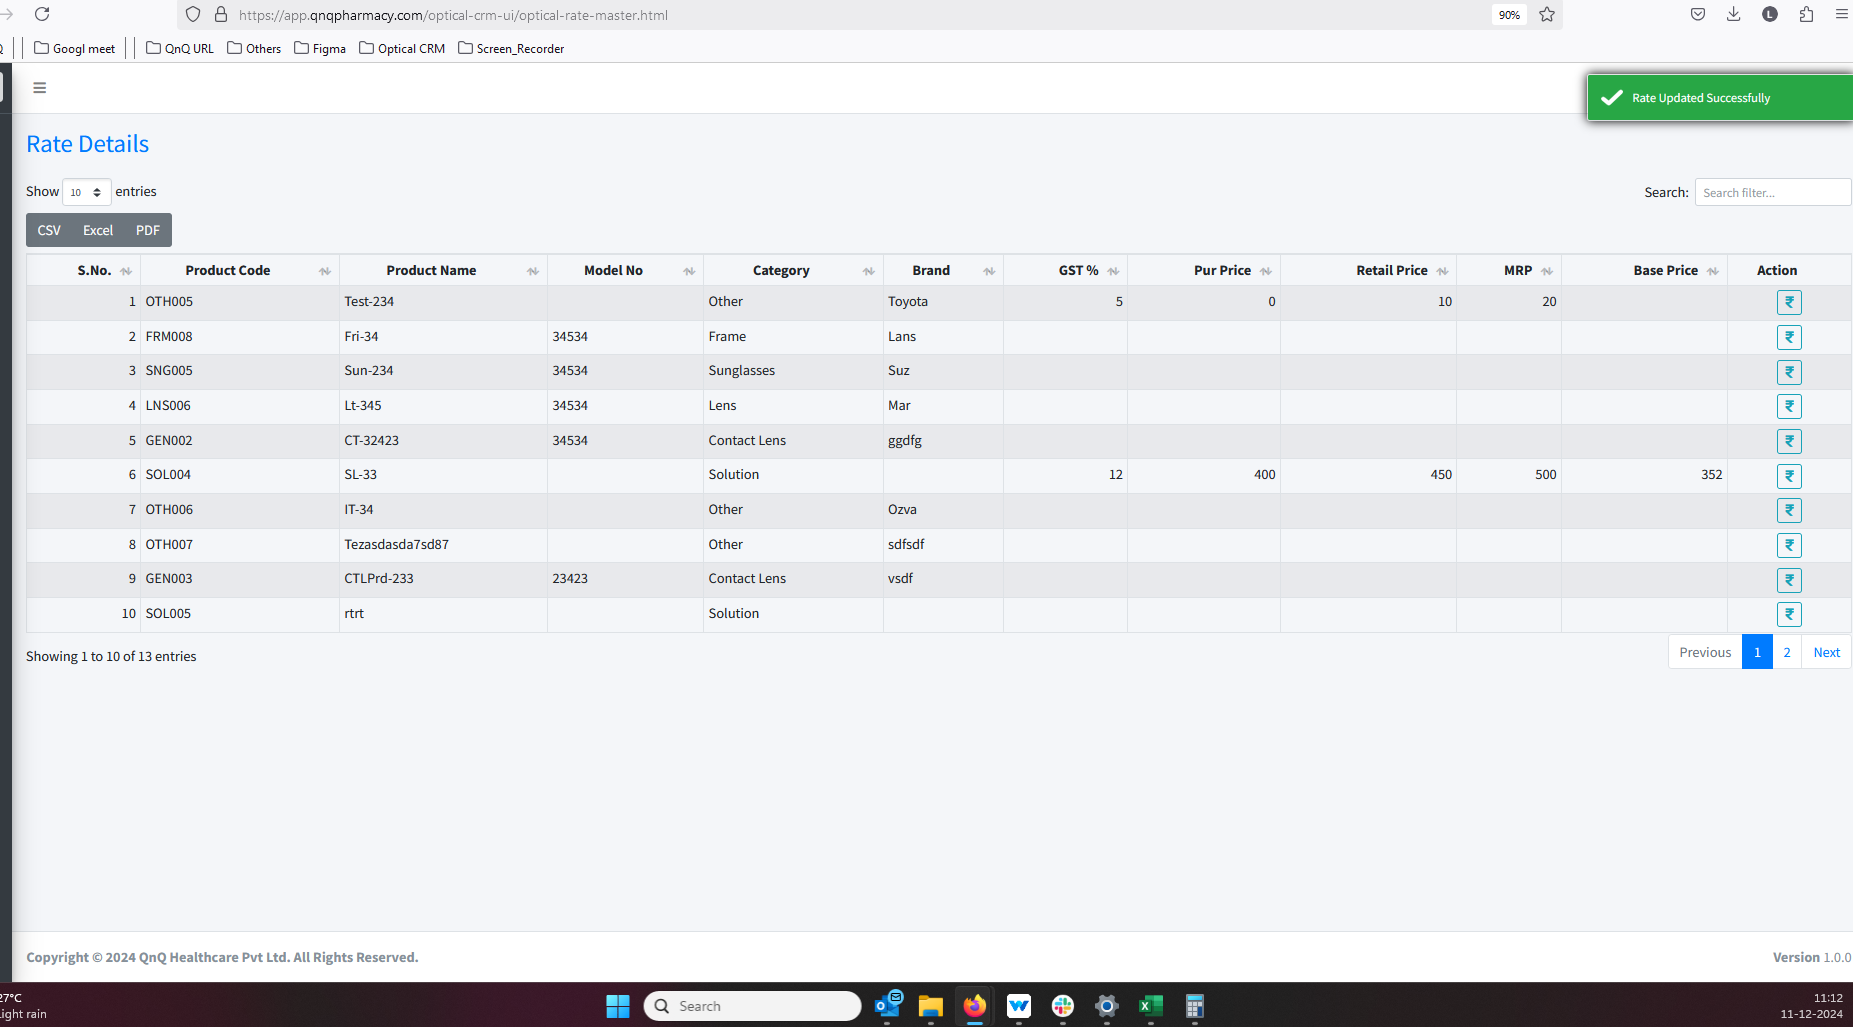 https://app.qnqpharmacy.com/optical-crm-ui/optical-rate-master.html 90% L
Googl meet QnQ URL Others Figma Optical CRM Screen_Recorder
Rate Updated Successfully
Rate Details
Show 10 entries Search: Search filter...
CSV Excel PDF
S.No. Product Code Product Name Model No Category Brand GST % Pur Price Retail Price MRP Base Price Action
1 OTH005 Test-234 Other Toyota 5 0 10 20 ₹
2 FRM008 Fri-34 34534 Frame Lans ₹
3 SNG005 Sun-234 34534 Sunglasses Suz ₹
4 LNS006 Lt-345 34534 Lens Mar ₹
5 GEN002 CT-32423 34534 Contact Lens ggdfg ₹
6 SOL004 SL-33 Solution 12 400 450 500 352 ₹
7 OTH006 IT-34 Other Ozva ₹
8 OTH007 Tezasdasda7sd87 Other sdfsdf ₹
9 GEN003 CTLPrd-233 23423 Contact Lens vsdf ₹
10 SOL005 rtrt Solution ₹
Showing 1 to 10 of 13 entries Previous 1 2 Next
Copyright © 2024 QnQ Healthcare Pvt Ltd. All Rights Reserved. Version 1.0.0
27°C
light rain
Search
11:12
11-12-2024